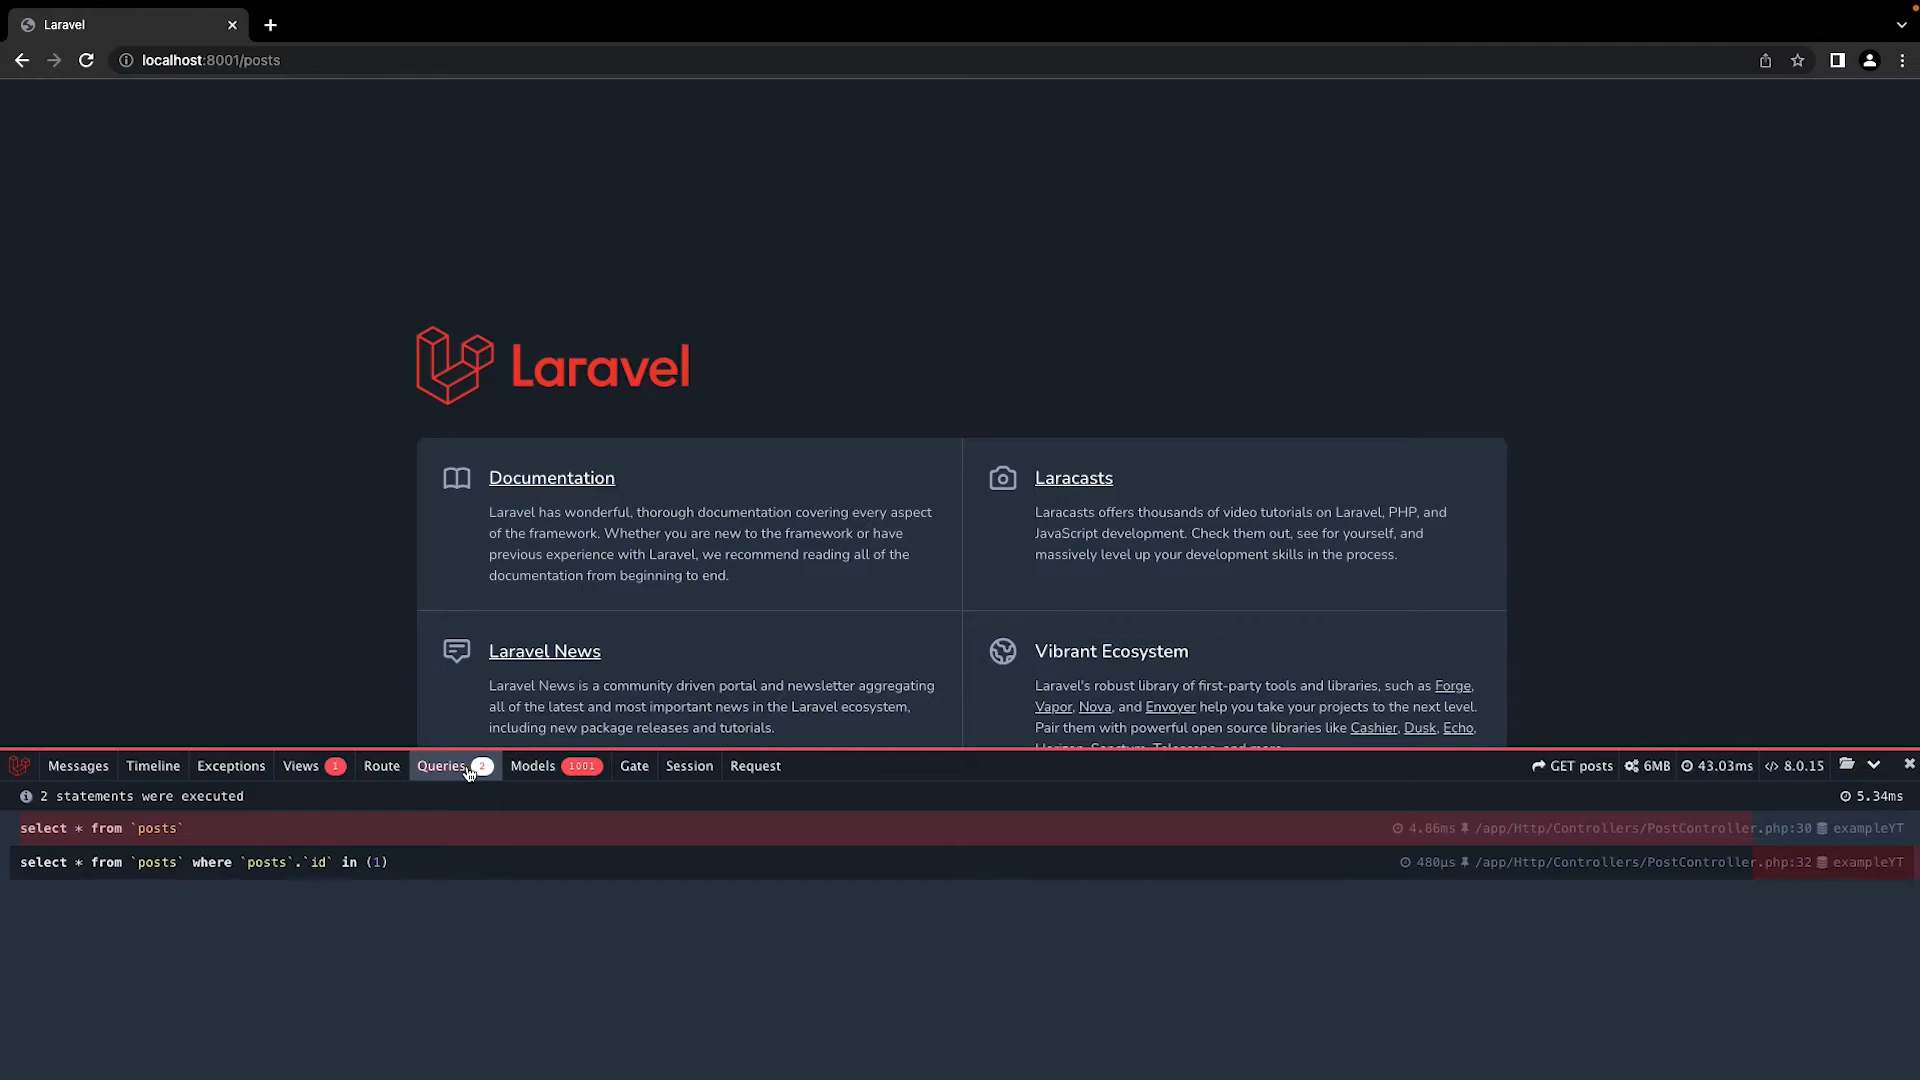 Laravel
localhost:8001/posts
Laravel
Documentation
Laravel has wonderful, thorough documentation covering every aspect
of the framework. Whether you are new to the framework or have
previous experience with Laravel, we recommend reading all of the
documentation from beginning to end.
Laracasts
Laracasts offers thousands of video tutorials on Laravel, PHP, and
JavaScript development. Check them out, see for yourself, and
massively level up your development skills in the process.
Laravel News
Laravel News is a community driven portal and newsletter aggregating
all of the latest and most important news in the Laravel ecosystem,
including new package releases and tutorials.
Vibrant Ecosystem
Laravel's robust library of first-party tools and libraries, such as Forge,
Vapor, Nova, and Envoyer help you take your projects to the next level.
Pair them with powerful open source libraries like Cashier, Dusk, Echo,
Horizon, Sanctum, Telescope, and more.
Messages Timeline Exceptions Views 1 Route Queries 2 Models 1001 Gate Session Request GET posts 6MB 43.03ms 8.0.15
2 statements were executed 5.34ms
select * from `posts` 4.86ms /app/Http/Controllers/PostController.php:30 exampleYT
select * from `posts` where `posts`.`id` in (1) 480μs /app/Http/Controllers/PostController.php:32 exampleYT